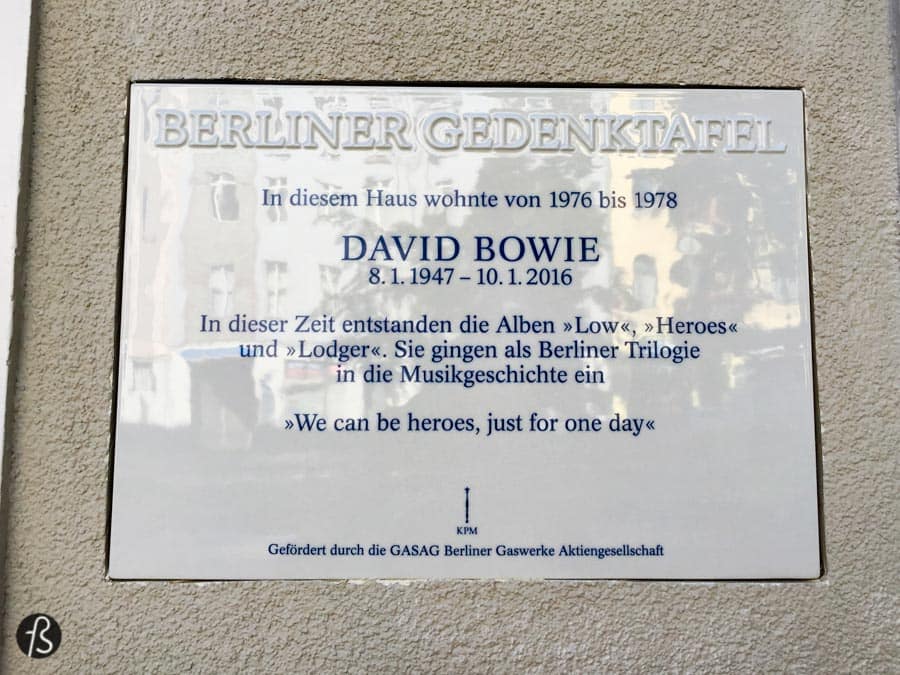 BERLINER GEDENKTAFEL
In diesem Haus wohnte von 1976 bis 1978
DAVID BOWIE
8. 1. 1947 – 10. 1. 2016
In dieser Zeit entstanden die Alben »Low«, »Heroes«
und »Lodger«. Sie gingen als Berliner Trilogie
in die Musikgeschichte ein
»We can be heroes, just for one day«
KPM
Gefördert durch die GASAG Berliner Gaswerke Aktiengesellschaft
ß